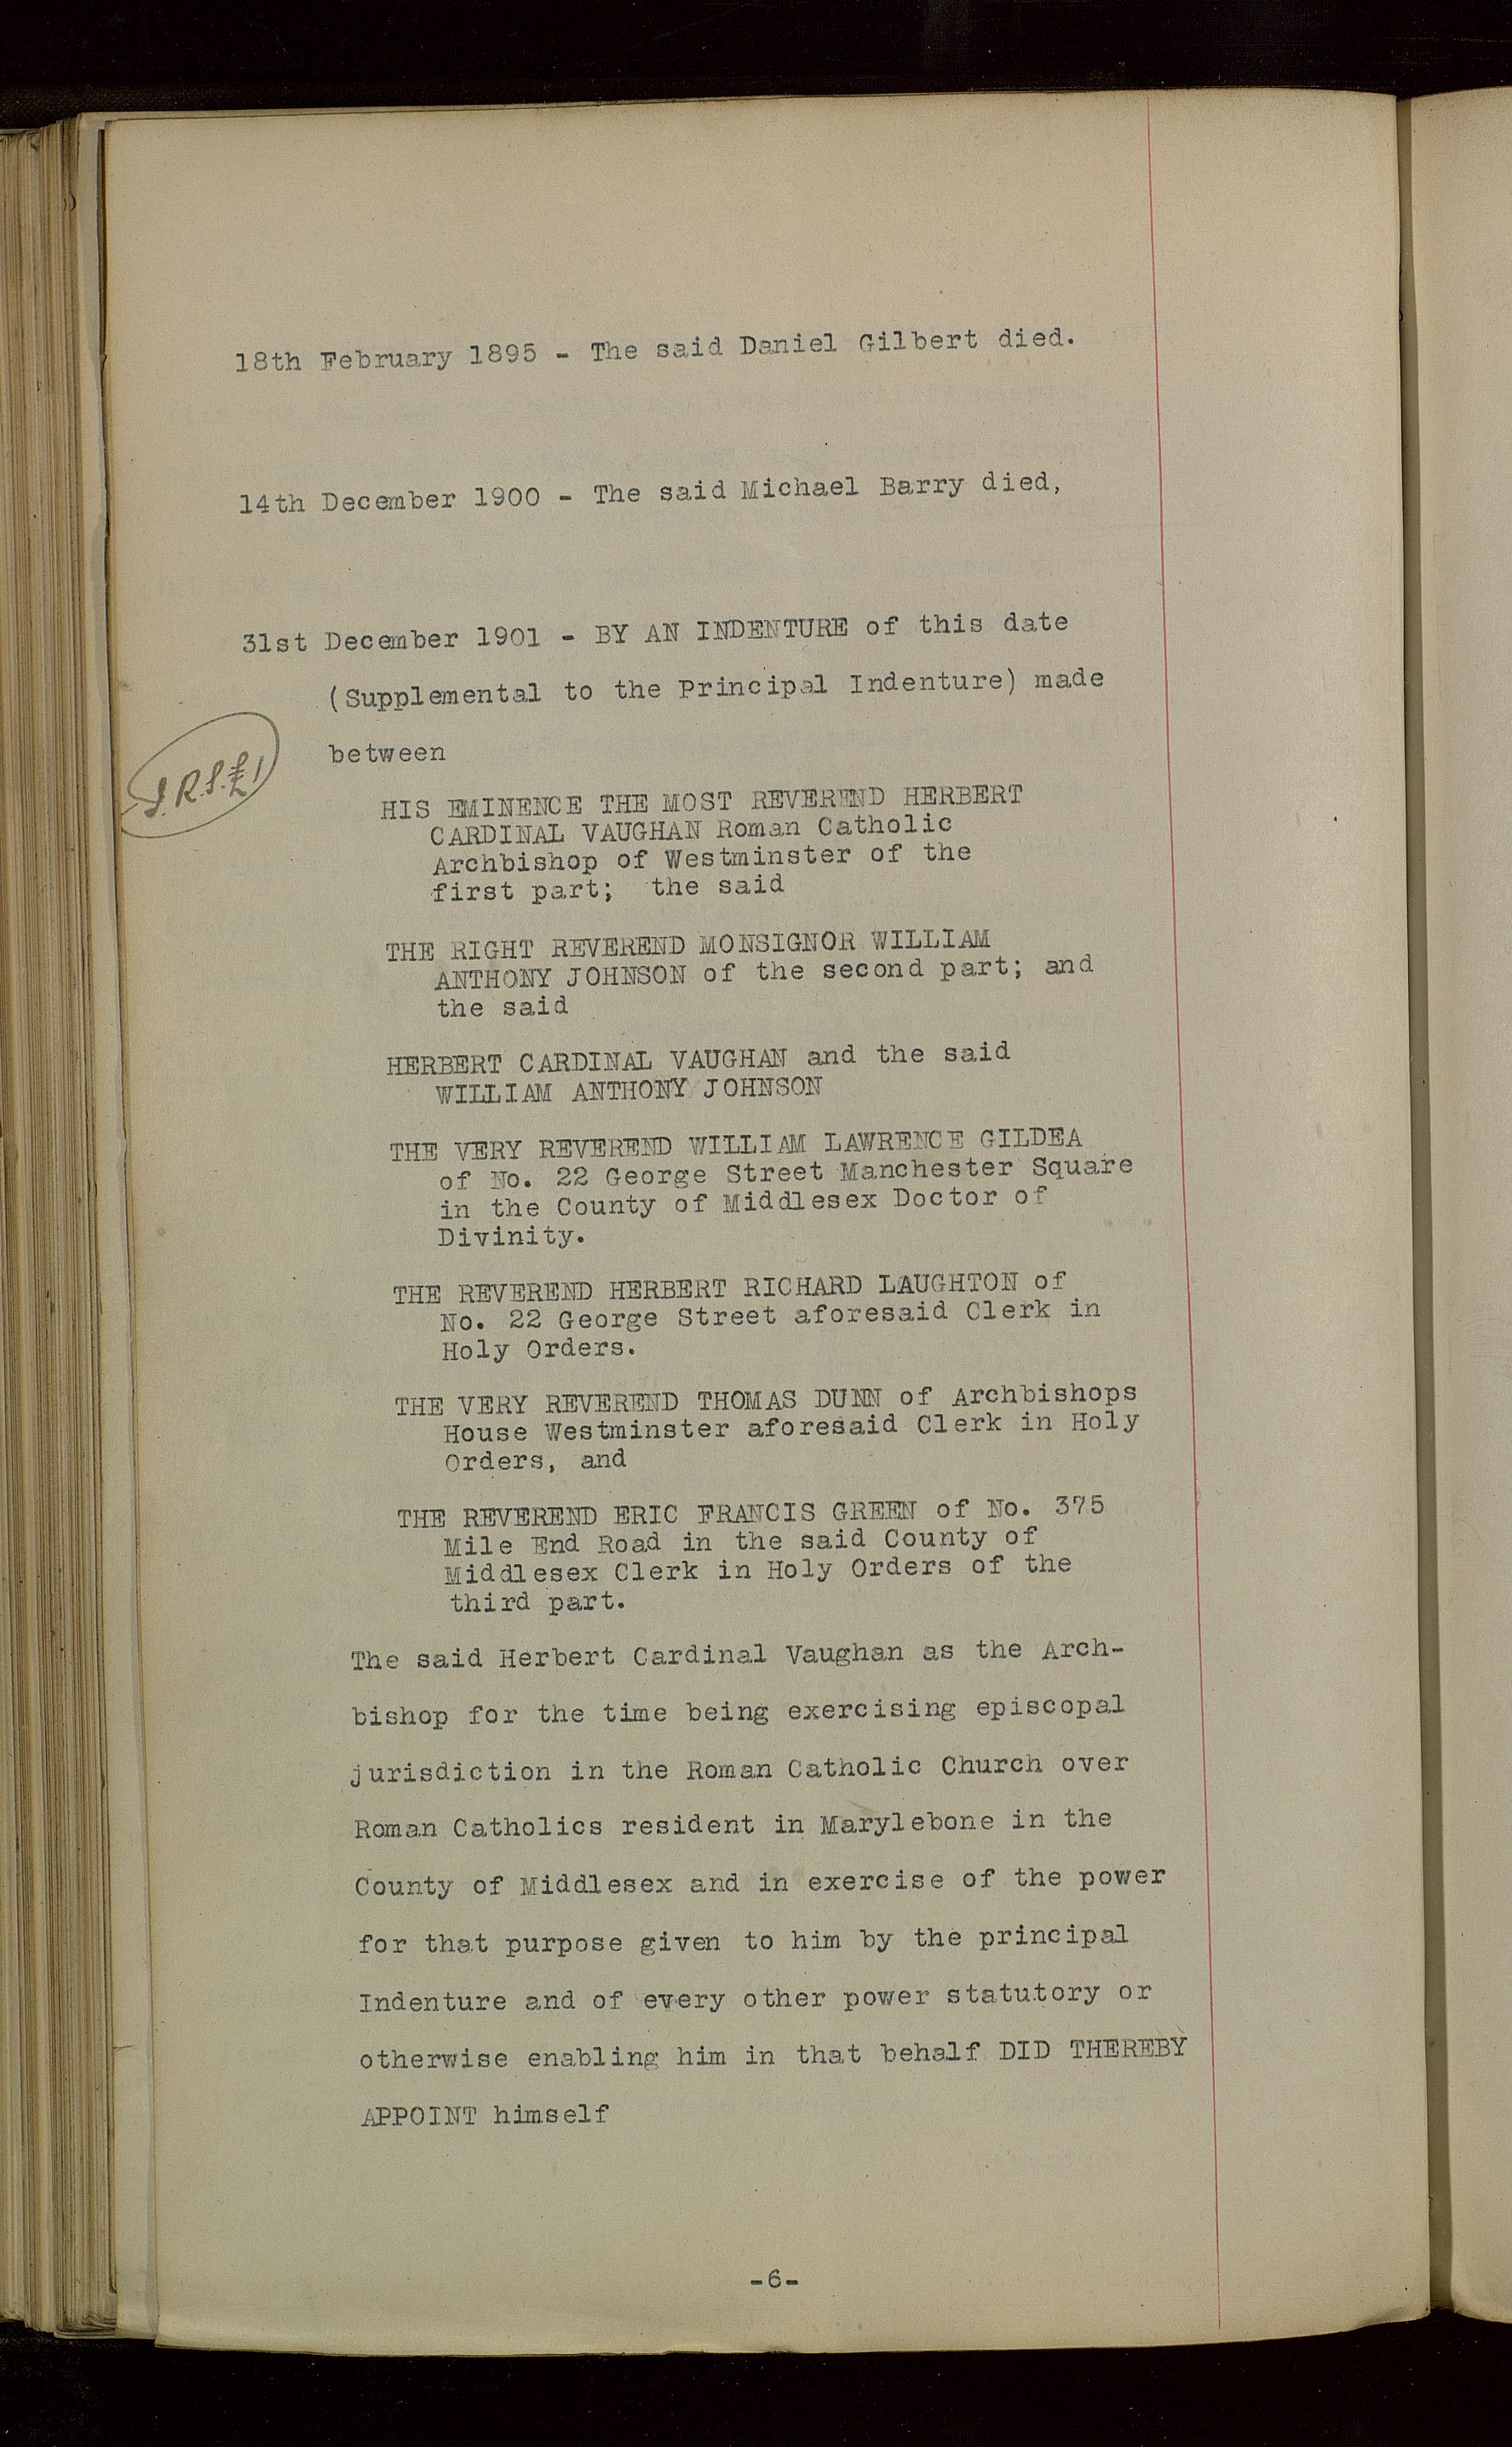 18th February 1895 - The said Daniel Gilbert died.
14th December 1900 - The said Michael Barry died,
31st December 1901 - BY AN INDENTURE of this date
(Supplemental to the Principal Indenture) made
between
HIS EMINENCE THE MOST REVEREND HERBERT
CARDINAL VAUGHAN Roman Catholic
Archbishop of Westminster of the
first part; the said
THE RIGHT REVEREND MONSIGNOR WILLIAM
ANTHONY JOHNSON of the second part; and
the said
HERBERT CARDINAL VAUGHAN and the said
WILLIAM ANTHONY JOHNSON
THE VERY REVEREND WILLIAM LAWRENCE GILDEA
of No. 22 George Street Manchester Square
in the County of Middlesex Doctor of
Divinity.
THE REVEREND HERBERT RICHARD LAUGHTON of
No. 22 George Street aforesaid Clerk in
Holy Orders.
THE VERY REVEREND THOMAS DUNN of Archbishops
House Westminster aforesaid Clerk in Holy
Orders, and
THE REVEREND ERIC FRANCIS GREEN of No. 375
Mile End Road in the said County of
Middlesex Clerk in Holy Orders of the
third part.
The said Herbert Cardinal Vaughan as the Arch-
bishop for the time being exercising episcopal
jurisdiction in the Roman Catholic Church over
Roman Catholics resident in Marylebone in the
County of Middlesex and in exercise of the power
for that purpose given to him by the principal
Indenture and of every other power statutory or
otherwise enabling him in that behalf DID THEREBY
APPOINT himself
-6-